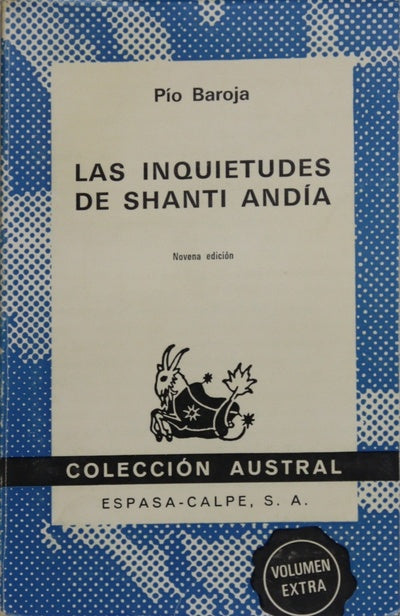 Pío Baroja
LAS INQUIETUDES
DE SHANTI ANDÍA
Novena edición
COLECCIÓN AUSTRAL
ESPASA-CALPE, S. A.
VOLUMEN
EXTRA